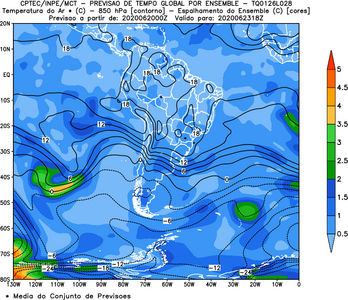 CPTEC/INPE/MCT - PREVISAO DE TEMPO GLOBAL POR ENSEMBLE - TQ0126L028
Temperatura do Ar * (C) - 850 hPa [contorno] - Espalhamento do Ensemble (C) [cores]
Previsao a partir de: 2020062000Z Valido para: 2020062318Z
20N
10N
EQ
10S
20S
30S
40S
50S
60S
70S
80S
130W 120W 110W 100W 90W 80W 70W 60W 50W 40W 30W 20W 10W 0
18
18
18
18
18
18
18
12
12
12
6
0
0
-6
-6
-12
-12
-18
-24
-24
5
4.5
4
3.5
3
2.5
2
1.5
1
0.5
* Media do Conjunto de Previsoes